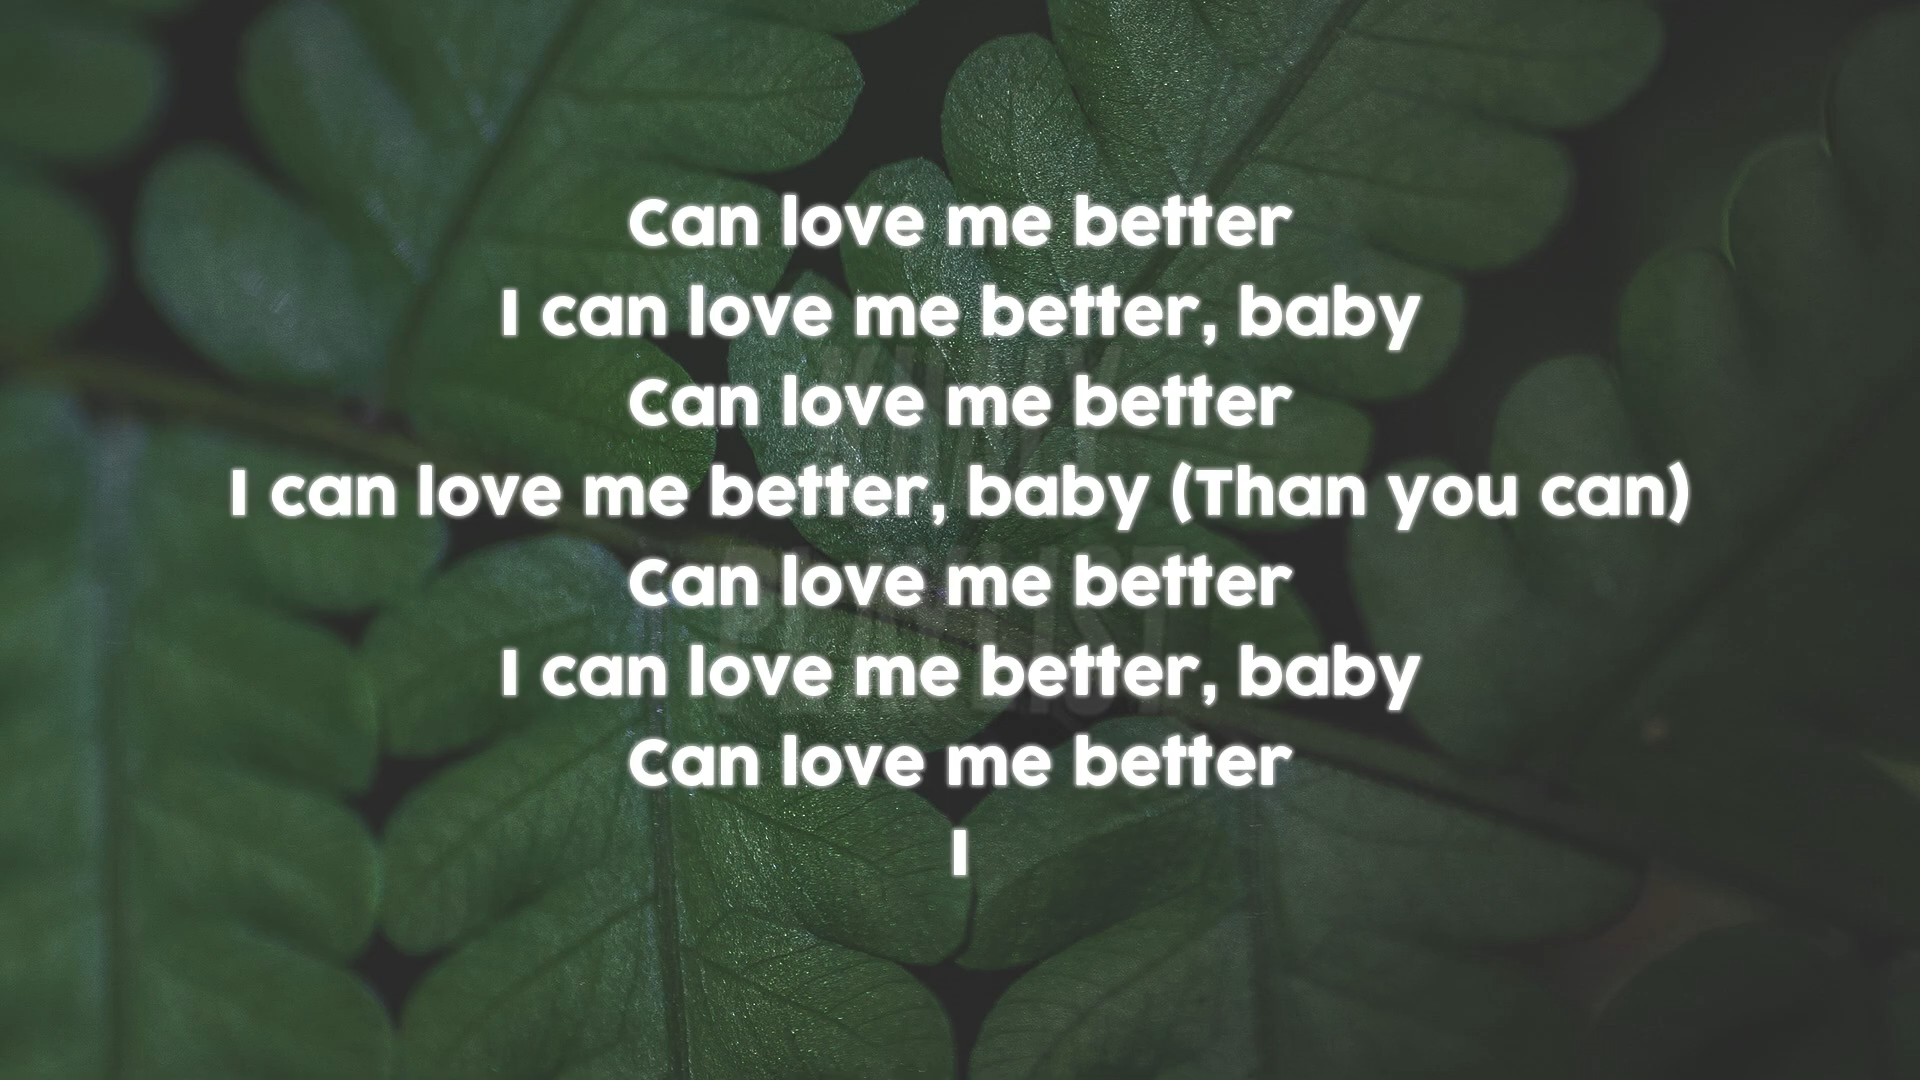 Can love me better
I can love me better, baby
Can love me better
I can love me better, baby (Than you can)
Can love me better
I can love me better, baby
Can love me better
I
PLAYLIST